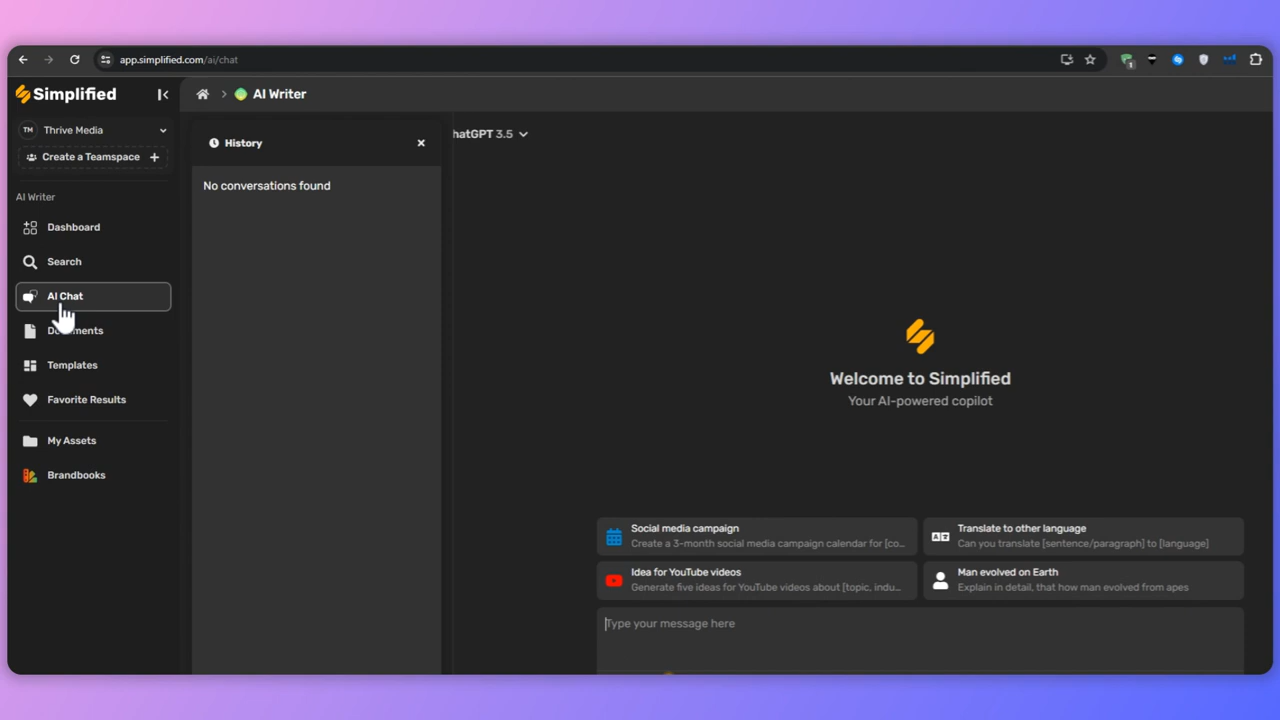 app.simplified.com/ai/chat
1
Simplified
AI Writer
TM Thrive Media
Create a Teamspace +
AI Writer
Dashboard
Search
AI Chat
Documents
Templates
Favorite Results
My Assets
Brandbooks
History
No conversations found
hatGPT 3.5
Welcome to Simplified
Your AI-powered copilot
Social media campaign
Create a 3-month social media campaign calendar for [co...
Translate to other language
Can you translate [sentence/paragraph] to [language]
Idea for YouTube videos
Generate five ideas for YouTube videos about [topic, indu...
Man evolved on Earth
Explain in detail, that how man evolved from apes
Type your message here